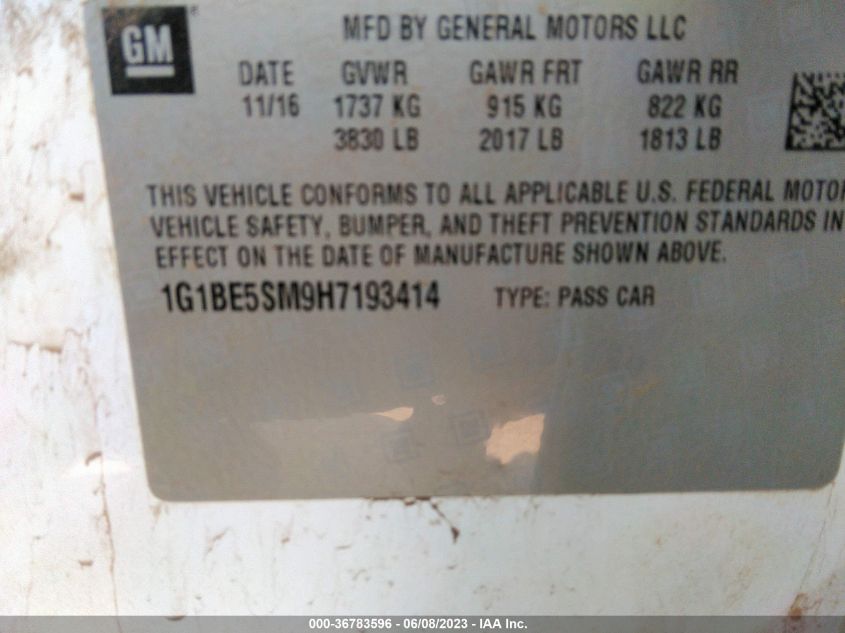 GM
MFD BY GENERAL MOTORS LLC
DATE GVWR GAWR FRT GAWR RR
11/16 1737 KG 915 KG 822 KG
3830 LB 2017 LB 1813 LB
THIS VEHICLE CONFORMS TO ALL APPLICABLE U.S. FEDERAL MOTOR
VEHICLE SAFETY, BUMPER, AND THEFT PREVENTION STANDARDS IN
EFFECT ON THE DATE OF MANUFACTURE SHOWN ABOVE.
1G1BE5SM9H7193414 TYPE: PASS CAR
000-36783596 - 06/08/2023 - IAA Inc.